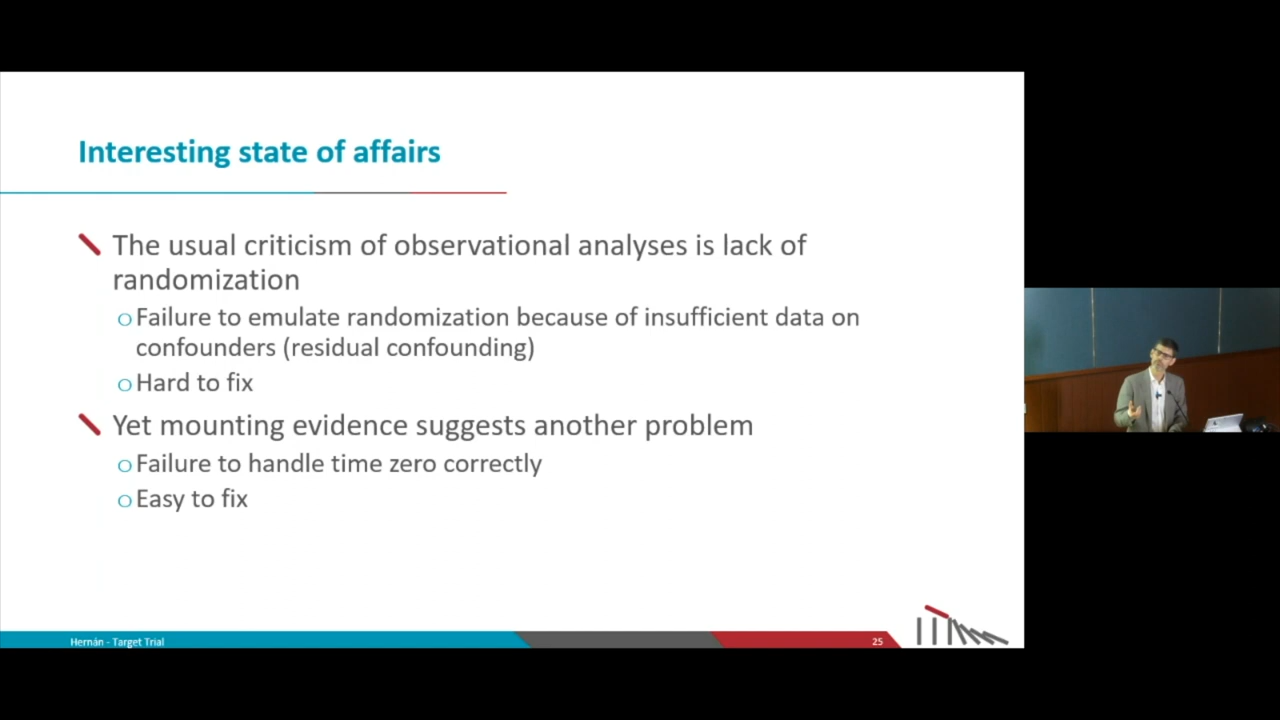 Interesting state of affairs
The usual criticism of observational analyses is lack of
randomization
Failure to emulate randomization because of insufficient data on
confounders (residual confounding)
Hard to fix
Yet mounting evidence suggests another problem
Failure to handle time zero correctly
Easy to fix
Hernán - Target Trial
25